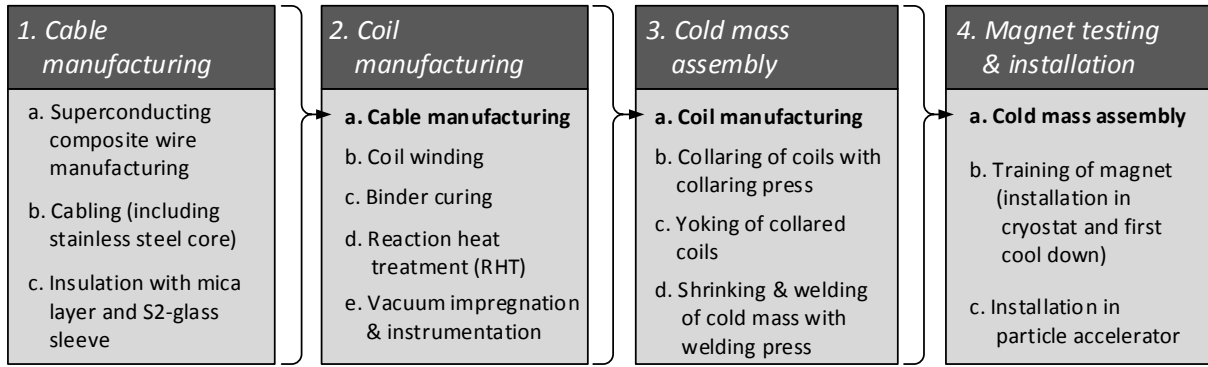 1. Cable
manufacturing
a. Superconducting
composite wire
manufacturing
b. Cabling (including
stainless steel core)
c. Insulation with mica
layer and S2-glass
sleeve
2. Coil
manufacturing
a. Cable manufacturing
b. Coil winding
c. Binder curing
d. Reaction heat
treatment (RHT)
e. Vacuum impregnation
& instrumentation
3. Cold mass
assembly
a. Coil manufacturing
b. Collaring of coils with
collaring press
c. Yoking of collared
coils
d. Shrinking & welding
of cold mass with
welding press
4. Magnet testing
& installation
a. Cold mass assembly
b. Training of magnet
(installation in
cryostat and first
cool down)
c. Installation in
particle accelerator